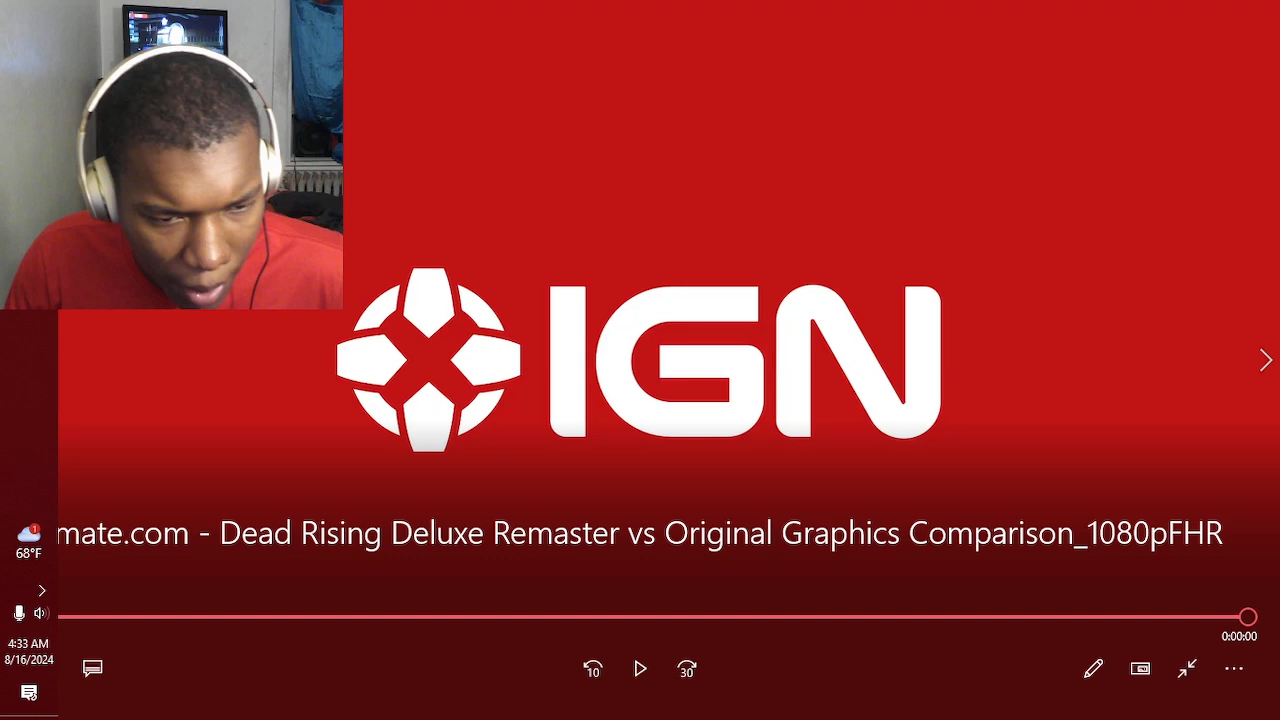 IGN
mate.com - Dead Rising Deluxe Remaster vs Original Graphics Comparison_1080pFHR
1
68°F
0:00:00
4:33 AM
8/16/2024
10
30